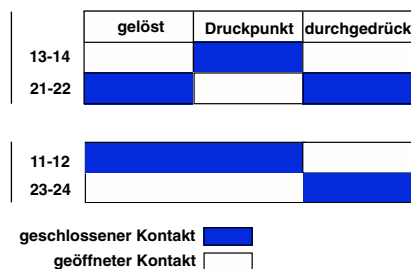 gelöst Druckpunkt durchgedrück
13-14
21-22
11-12
23-24
geschlossener Kontakt
geöffneter Kontakt